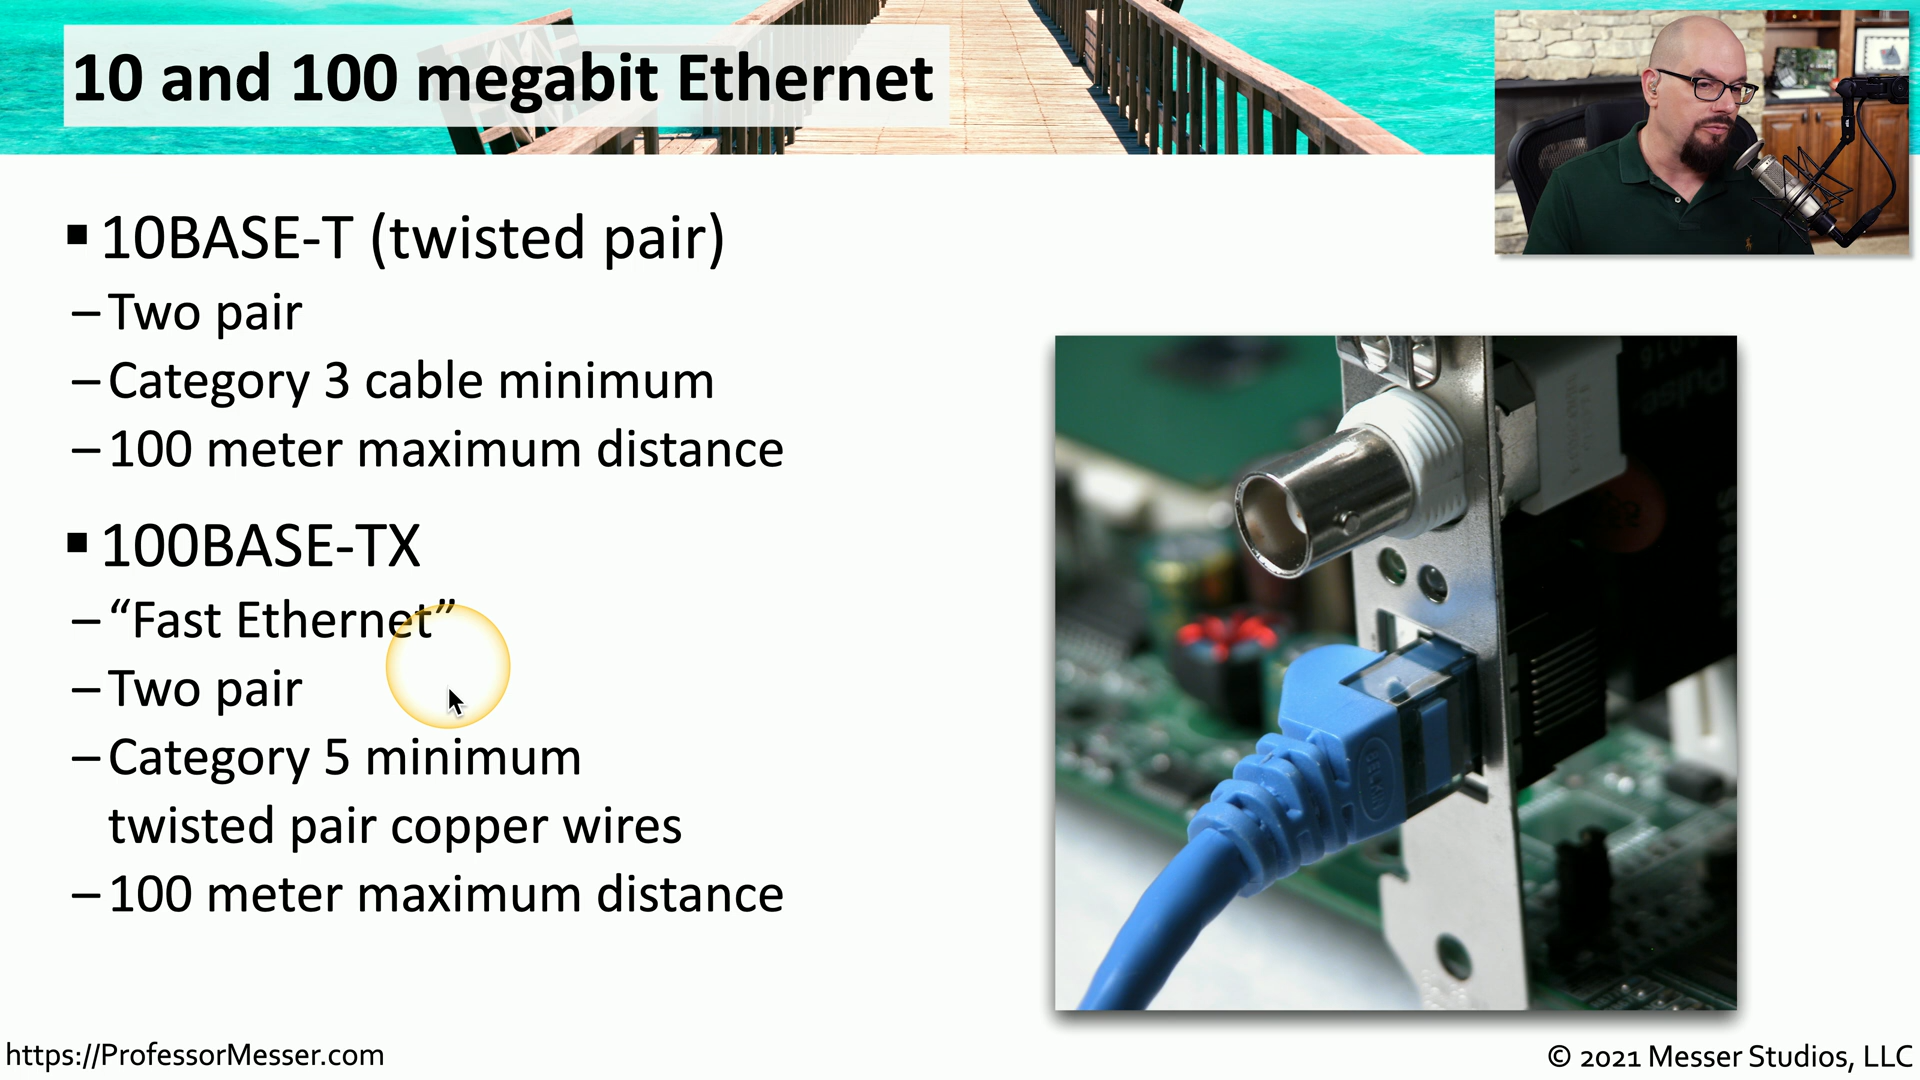 10 and 100 megabit Ethernet
▪ 10BASE-T (twisted pair)
– Two pair
– Category 3 cable minimum
– 100 meter maximum distance
▪ 100BASE-TX
– “Fast Ethernet”
– Two pair
– Category 5 minimum
twisted pair copper wires
– 100 meter maximum distance
BELKIN
Pulse
https://ProfessorMesser.com
© 2021 Messer Studios, LLC